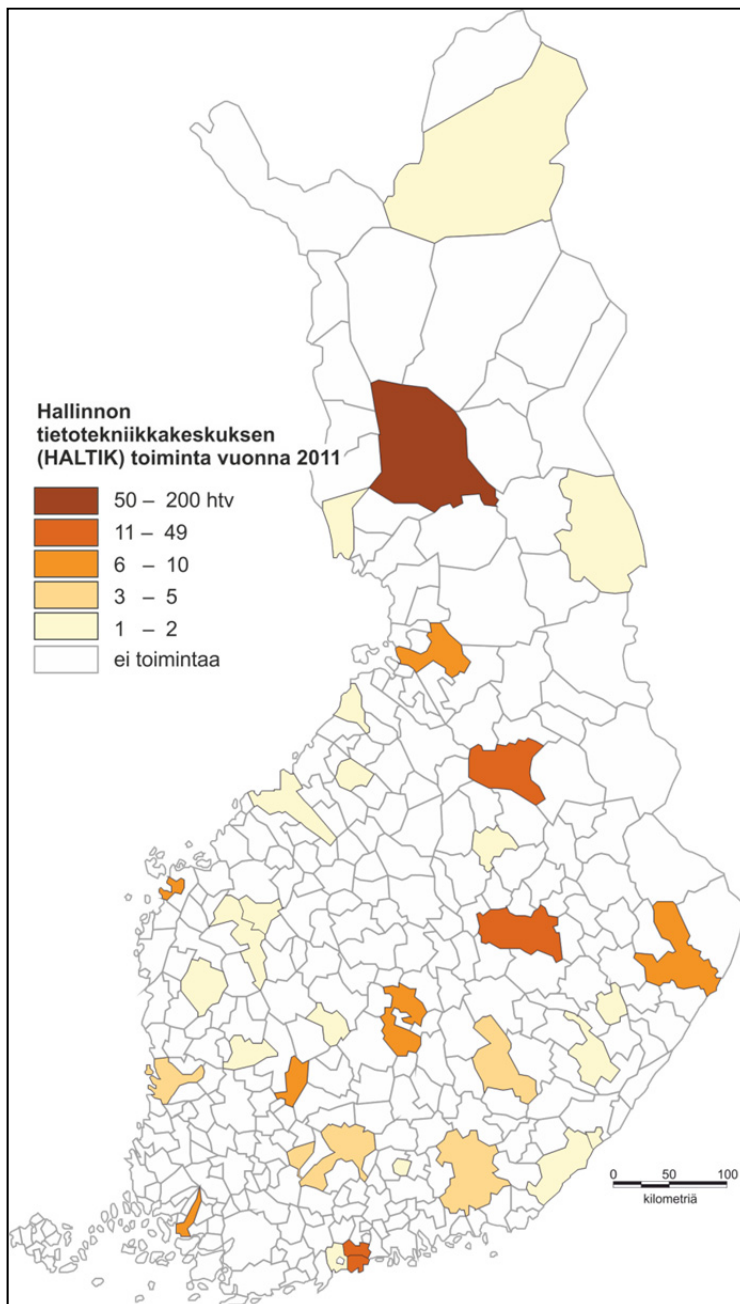 Hallinnon
tietotekniikkakeskuksen
(HALTIK) toiminta vuonna 2011
50 – 200 htv
11 – 49
6 – 10
3 – 5
1 – 2
ei toimintaa
0 50 100
kilometriä